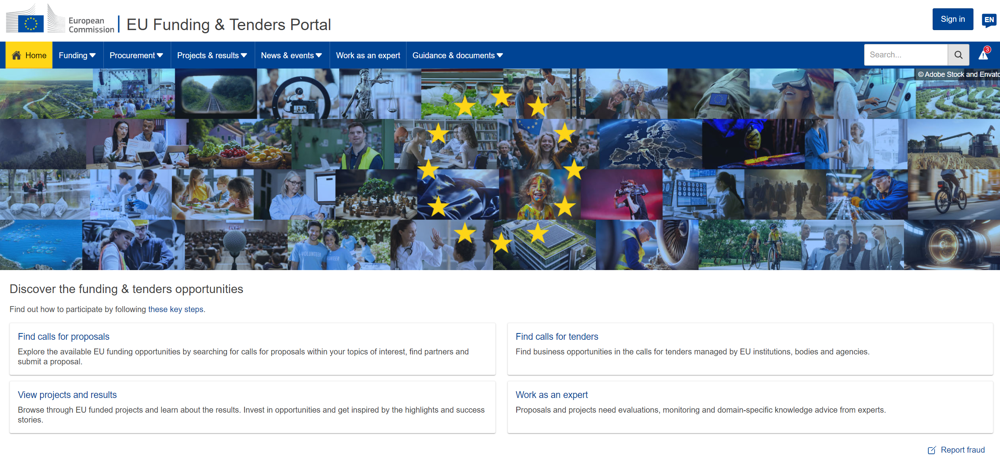 European
Commission
EU Funding & Tenders Portal
Sign in
EN
Home
Funding
Procurement
Projects & results
News & events
Work as an expert
Guidance & documents
Search...
3
© Adobe Stock and Envato
VOLUNTEER
VOLUNTEER
Discover the funding & tenders opportunities
Find out how to participate by following these key steps.
Find calls for proposals
Explore the available EU funding opportunities by searching for calls for proposals within your topics of interest, find partners and
submit a proposal.
Find calls for tenders
Find business opportunities in the calls for tenders managed by EU institutions, bodies and agencies.
View projects and results
Browse through EU funded projects and learn about the results. Invest in opportunities and get inspired by the highlights and success
stories.
Work as an expert
Proposals and projects need evaluations, monitoring and domain-specific knowledge advice from experts.
Report fraud